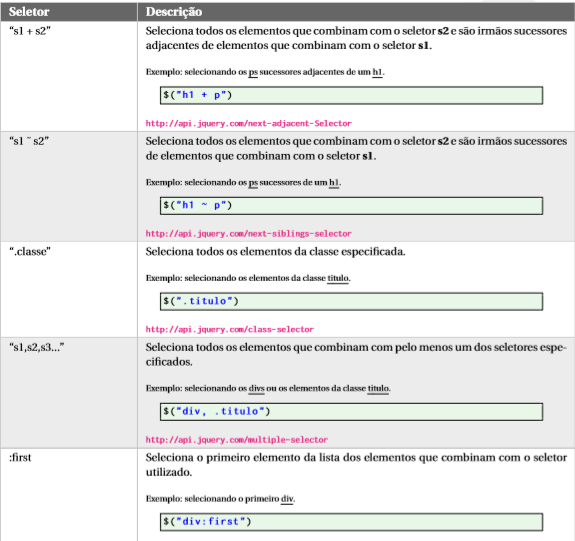 Seletor Descrição
“s1 + s2” Seleciona todos os elementos que combinam com o seletor s2 e são irmãos sucessores
adjacentes de elementos que combinam com o seletor s1.
Exemplo: selecionando os ps sucessores adjacentes de um h1.
$("h1 + p")
http://api.jquery.com/next-adjacent-Selector
“s1 ~ s2” Seleciona todos os elementos que combinam com o seletor s2 e são irmãos sucessores
de elementos que combinam com o seletor s1.
Exemplo: selecionando os ps sucessores de um h1.
$("h1 ~ p")
http://api.jquery.com/next-siblings-selector
“.classe” Seleciona todos os elementos da classe especificada.
Exemplo: selecionando os elementos da classe titulo.
$(".titulo")
http://api.jquery.com/class-selector
“s1,s2,s3...” Seleciona todos os elementos que combinam com pelo menos um dos seletores espe-
cificados.
Exemplo: selecionando os divs ou os elementos da classe titulo.
$("div, .titulo")
http://api.jquery.com/multiple-selector
:first Seleciona o primeiro elemento da lista dos elementos que combinam com o seletor
utilizado.
Exemplo: selecionando o primeiro div.
$("div:first")